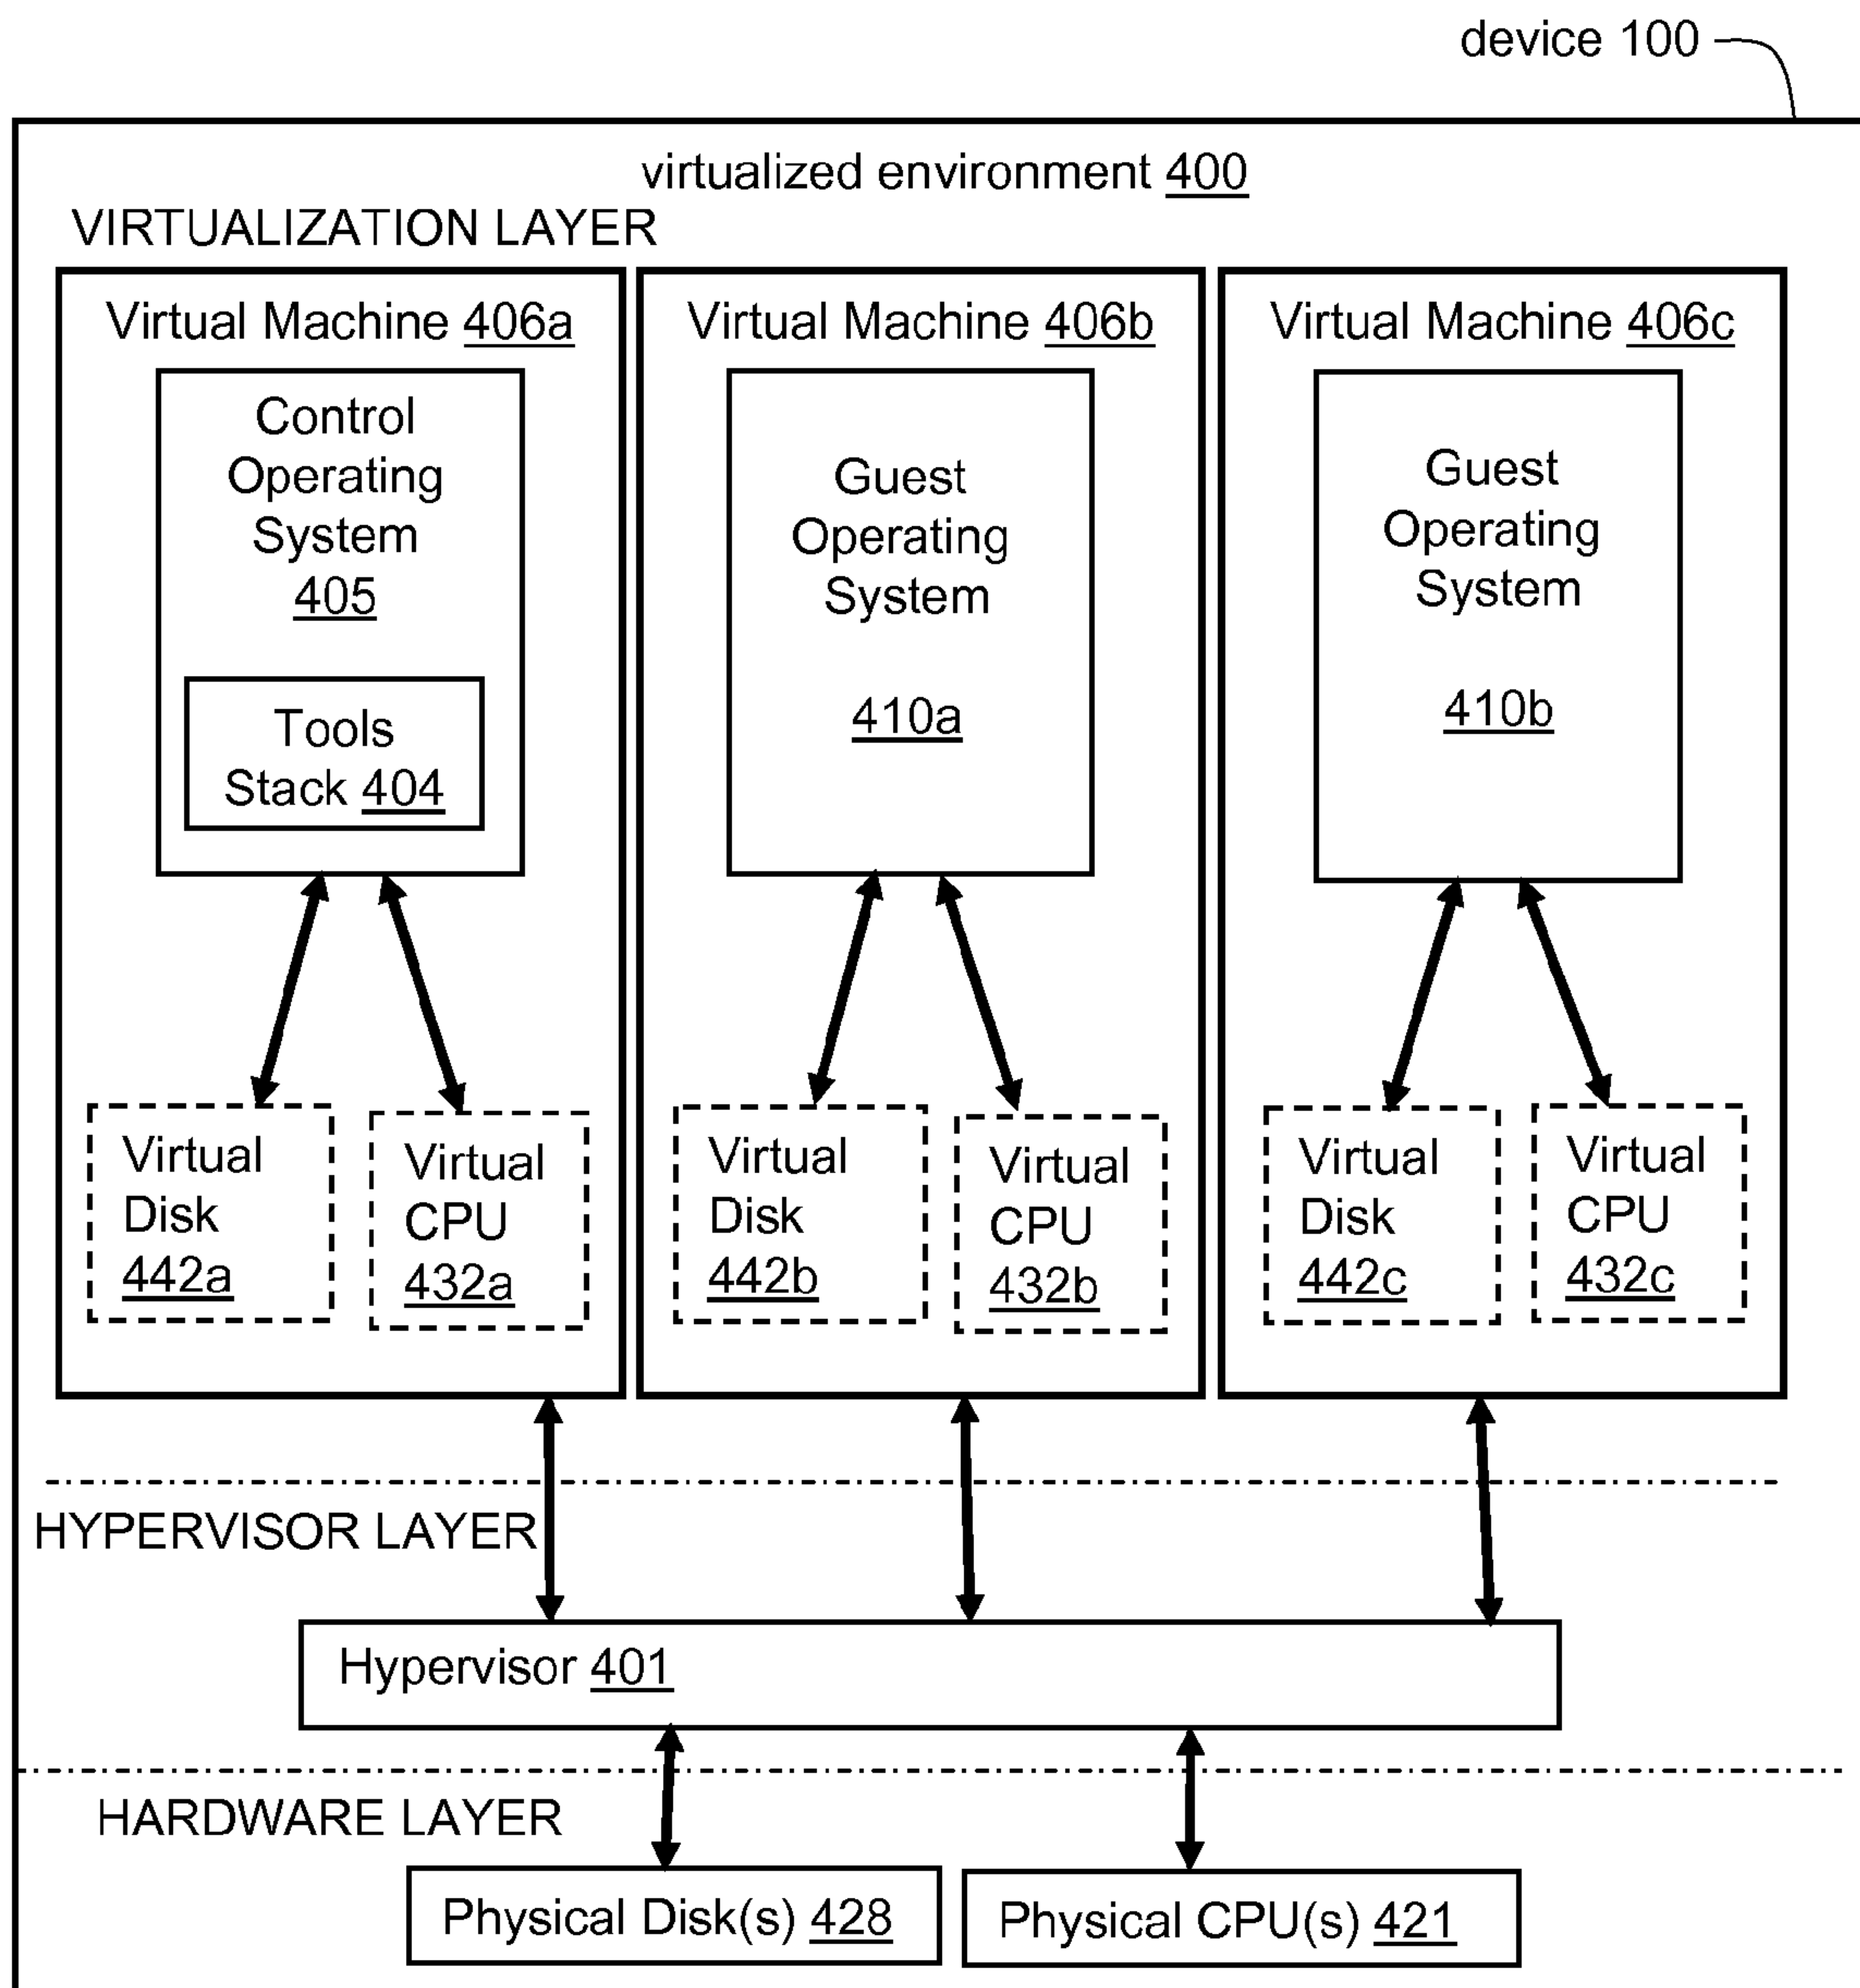 device 100
virtualized environment 400
VIRTUALIZATION LAYER
Virtual Machine 406a
Control
Operating
System
405
Tools
Stack 404
Virtual
Disk
442a
Virtual
CPU
432a
Virtual Machine 406b
Guest
Operating
System
410a
Virtual
Disk
442b
Virtual
CPU
432b
Virtual Machine 406c
Guest
Operating
System
410b
Virtual
Disk
442c
Virtual
CPU
432c
HYPERVISOR LAYER
Hypervisor 401
HARDWARE LAYER
Physical Disk(s) 428
Physical CPU(s) 421